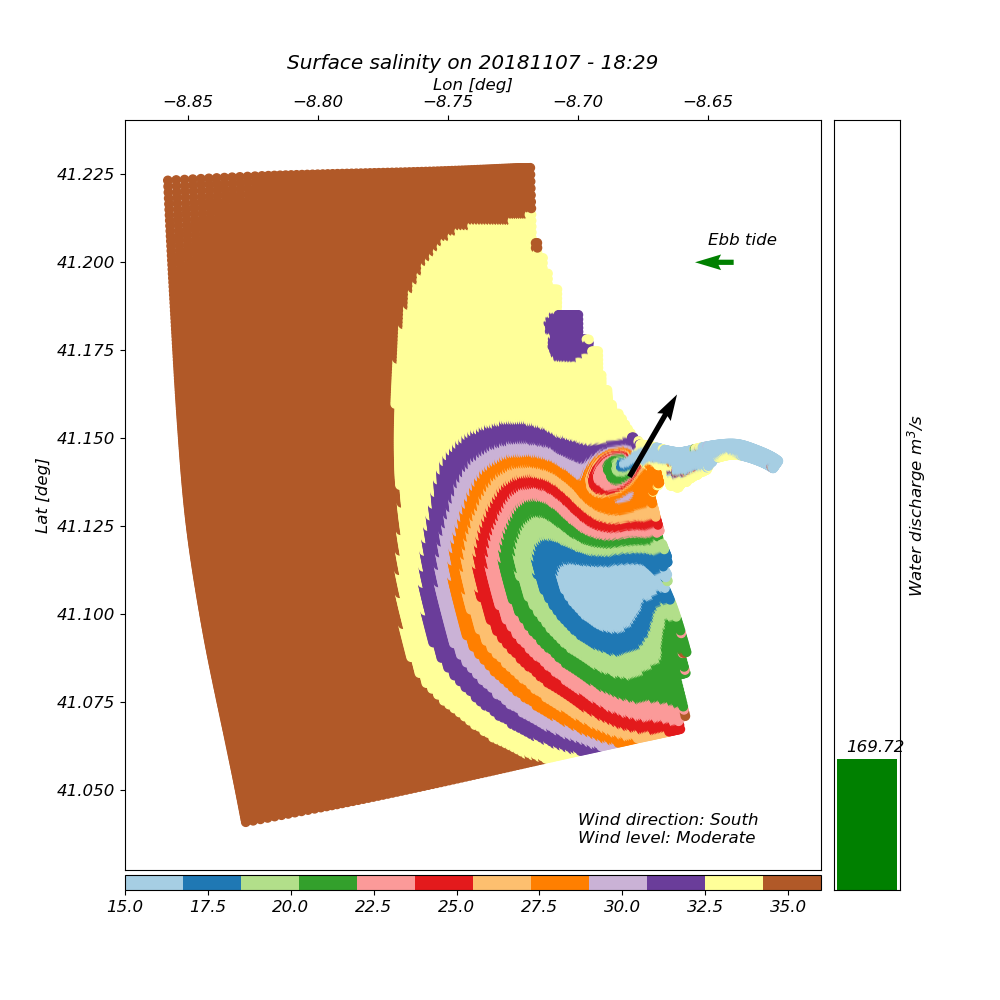 Surface salinity on 20181107 - 18:29
Lon [deg]
−8.85 −8.80 −8.75 −8.70 −8.65
41.225
41.200
41.175
41.150
41.125
41.100
41.075
41.050
Lat [deg]
Ebb tide
Wind direction: South
Wind level: Moderate
15.0 17.5 20.0 22.5 25.0 27.5 30.0 32.5 35.0
169.72
Water discharge m³/s